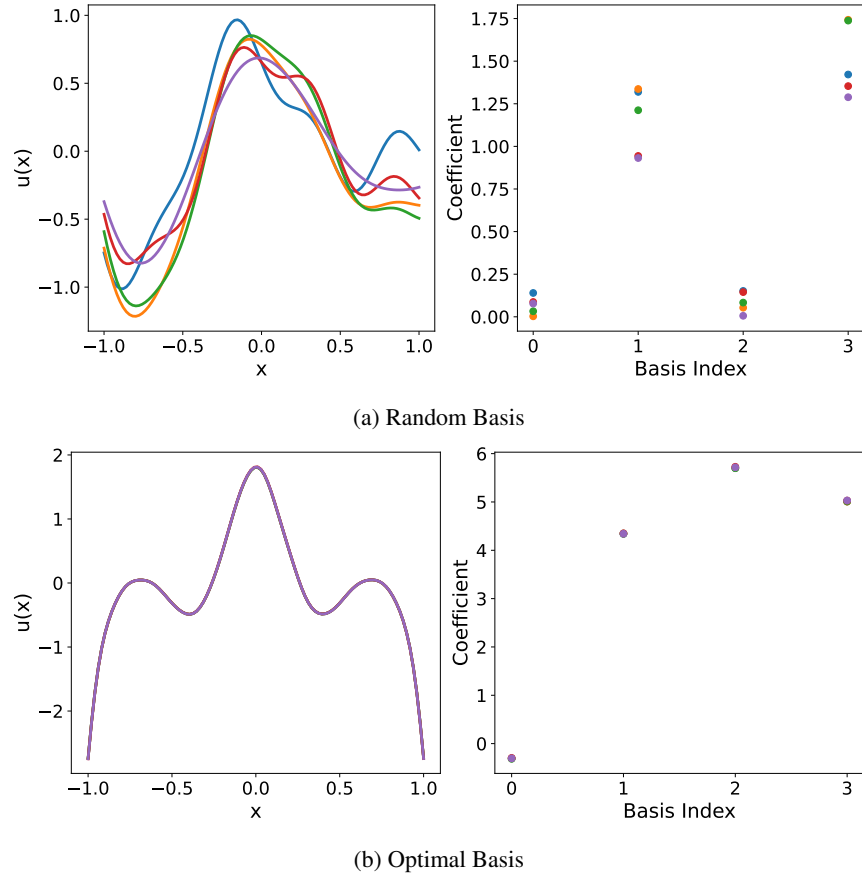 1.0
0.5
0.0
−0.5
−1.0
u(x)
−1.0 −0.5 0.0 0.5 1.0
x
1.75
1.50
1.25
1.00
0.75
0.50
0.25
0.00
Coefficient
0 1 2 3
Basis Index
(a) Random Basis
2
1
0
−1
−2
u(x)
−1.0 −0.5 0.0 0.5 1.0
x
6
5
4
3
2
1
0
Coefficient
0 1 2 3
Basis Index
(b) Optimal Basis